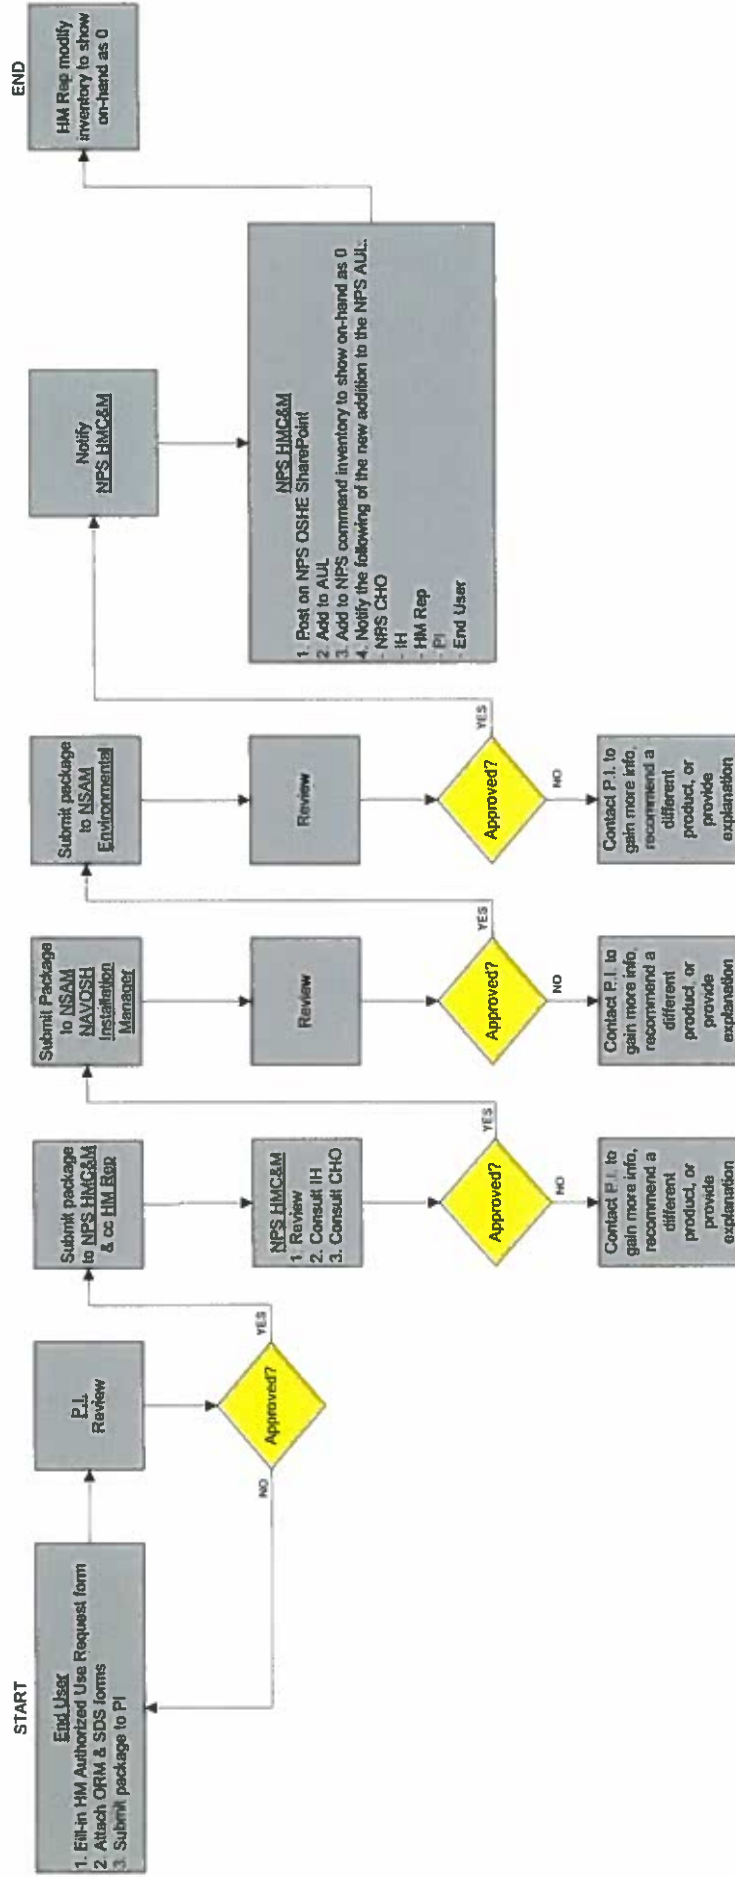 START
End User
1. Fill-in HM Authorized Use Request form
2. Attach ORM & SDS forms
3. Submit package to PI
P.I.
Review
Approved?
NO
YES
Submit package
to NPS HMC&M
& cc HM Rep
NPS HMC&M
1. Review
2. Consult IH
3. Consult CHO
Approved?
YES
NO
Contact P.I. to
gain more info,
recommend a
different
product, or
provide
explanation
Submit Package
to NSAM
NAVOSH
Installation
Manager
Review
Approved?
YES
NO
Contact P.I. to
gain more info,
recommend a
different
product, or
provide
explanation
Submit package
to NSAM
Environmental
Review
Approved?
YES
NO
Contact P.I. to
gain more info,
recommend a
different
product, or
provide
explanation
Notify
NPS HMC&M
NPS HMC&M
1. Post on NPS OSHE SharePoint
2. Add to AUL
3. Add to NPS command inventory to show on-hand as 0
4. Notify the following of the new addition to the NPS AUL:
- NPS CHO
- IH
- HM Rep
- PI
- End User
END
HM Rep modify
inventory to show
on-hand as 0